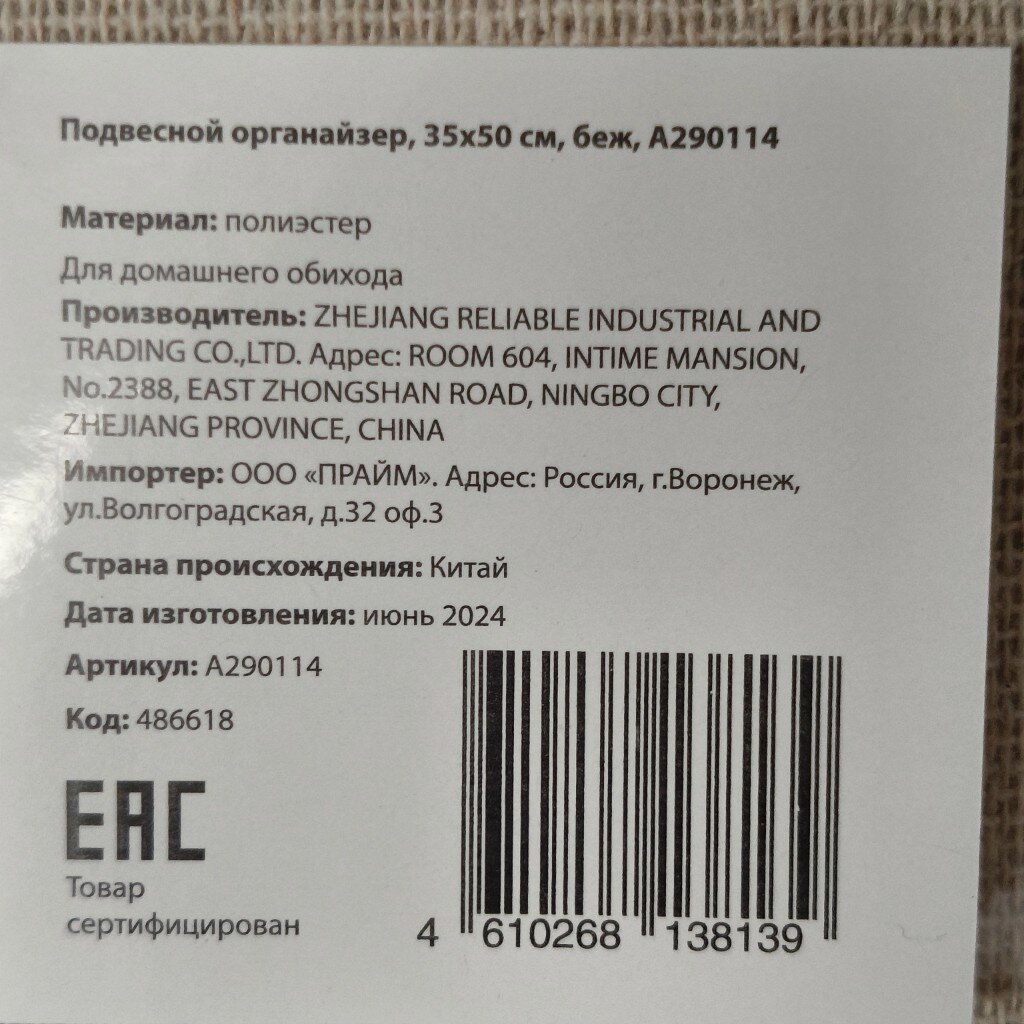 Подвесной органайзер, 35х50 см, беж, А290114
Материал: полиэстер
Для домашнего обихода
Производитель: ZHEJIANG RELIABLE INDUSTRIAL AND
TRADING CO.,LTD. Адрес: ROOM 604, INTIME MANSION,
No.2388, EAST ZHONGSHAN ROAD, NINGBO CITY,
ZHEJIANG PROVINCE, CHINA
Импортер: ООО «ПРАЙМ». Адрес: Россия, г.Воронеж,
ул.Волгоградская, д.32 оф.3
Страна происхождения: Китай
Дата изготовления: июнь 2024
Артикул: А290114
Код: 486618
EAC
Товар
сертифицирован
4 610268 138139